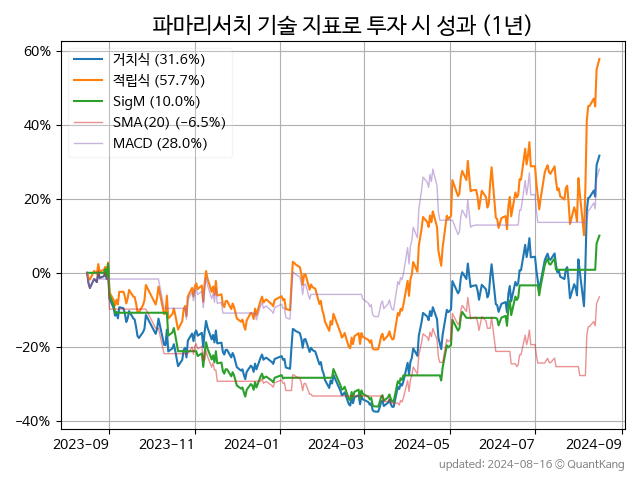 파마리서치 기술 지표로 투자 시 성과 (1년)
거치식 (31.6%)
적립식 (57.7%)
SigM (10.0%)
SMA(20) (−6.5%)
MACD (28.0%)
60%
40%
20%
0%
−20%
−40%
2023−09 2023−11 2024−01 2024−03 2024−05 2024−07 2024−09
updated: 2024−08−16 © QuantKang